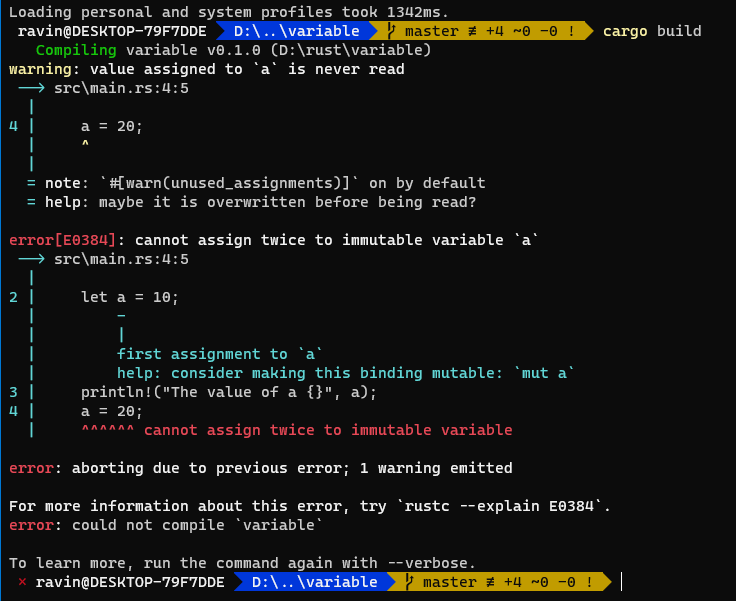 Loading personal and system profiles took 1342ms.
ravin@DESKTOP-79F7DDE D:\..\variable master ≢ +4 ~0 -0 ! cargo build
Compiling variable v0.1.0 (D:\rust\variable)
warning: value assigned to `a` is never read
--> src\main.rs:4:5
|
4 |     a = 20;
|     ^
|
= note: `#[warn(unused_assignments)]` on by default
= help: maybe it is overwritten before being read?
error[E0384]: cannot assign twice to immutable variable `a`
--> src\main.rs:4:5
|
2 |     let a = 10;
|         -
|         |
|         first assignment to `a`
|         help: consider making this binding mutable: `mut a`
3 |     println!("The value of a {}", a);
4 |     a = 20;
|     ^^^^^^ cannot assign twice to immutable variable
error: aborting due to previous error; 1 warning emitted
For more information about this error, try `rustc --explain E0384`.
error: could not compile `variable`
To learn more, run the command again with --verbose.
× ravin@DESKTOP-79F7DDE D:\..\variable master ≢ +4 ~0 -0 !